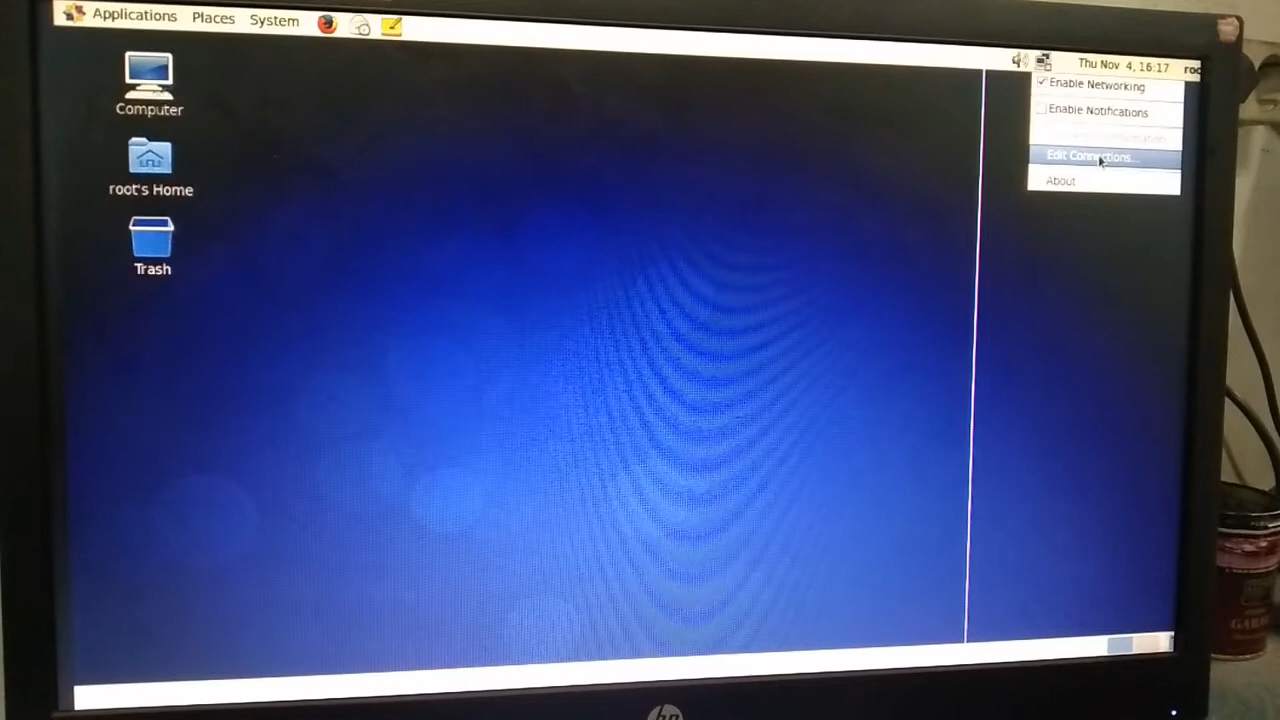 Applications Places System
Thu Nov 4, 16:17
Computer
root's Home
Trash
Enable Networking
Enable Notifications
Edit Connections...
About
hp